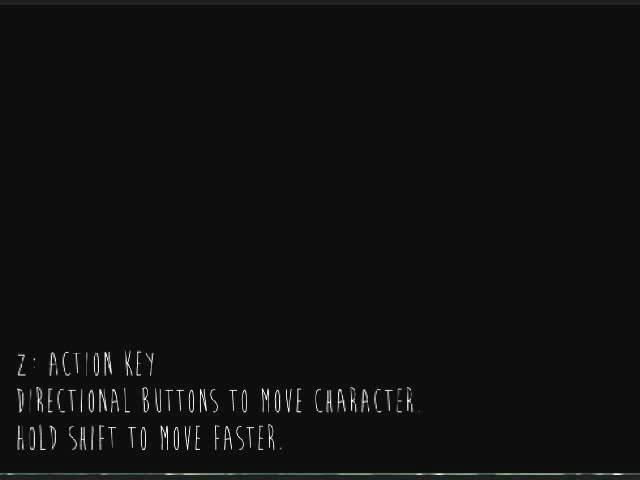 Z: ACTION KEY
DIRECTIONAL BUTTONS TO MOVE CHARACTER.
HOLD SHIFT TO MOVE FASTER.